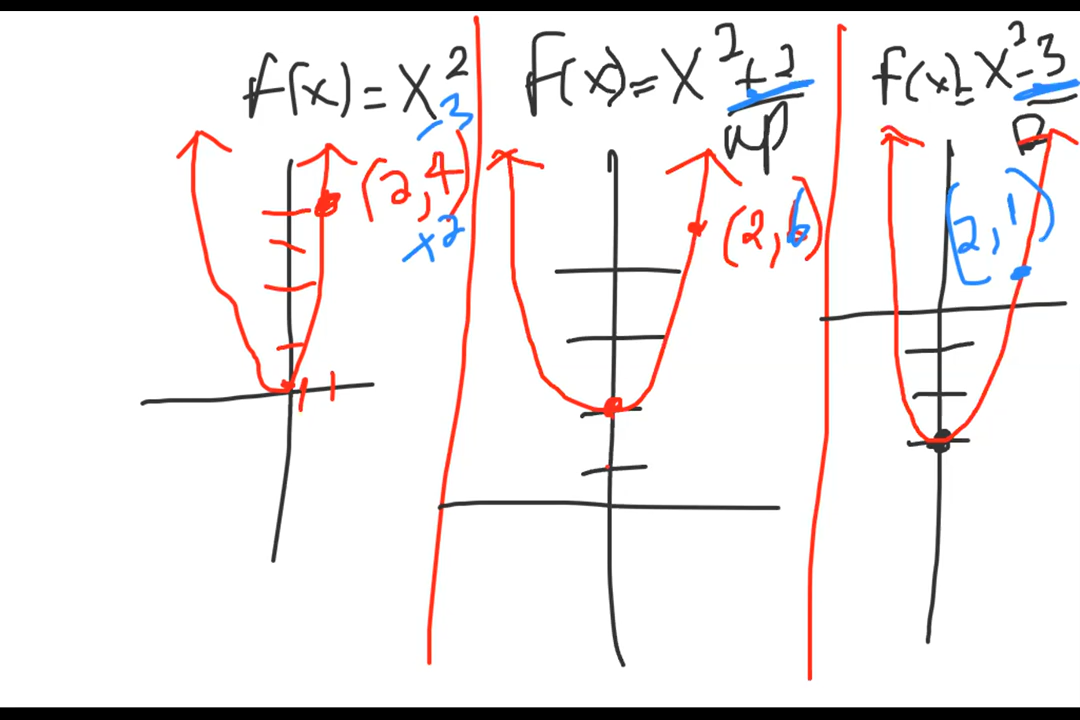 f(x) = x²
-3
(2, 4)
+2
f(x) = x² + 2
up
(2, 6)
f(x) = x² - 3
D
(2, 1)